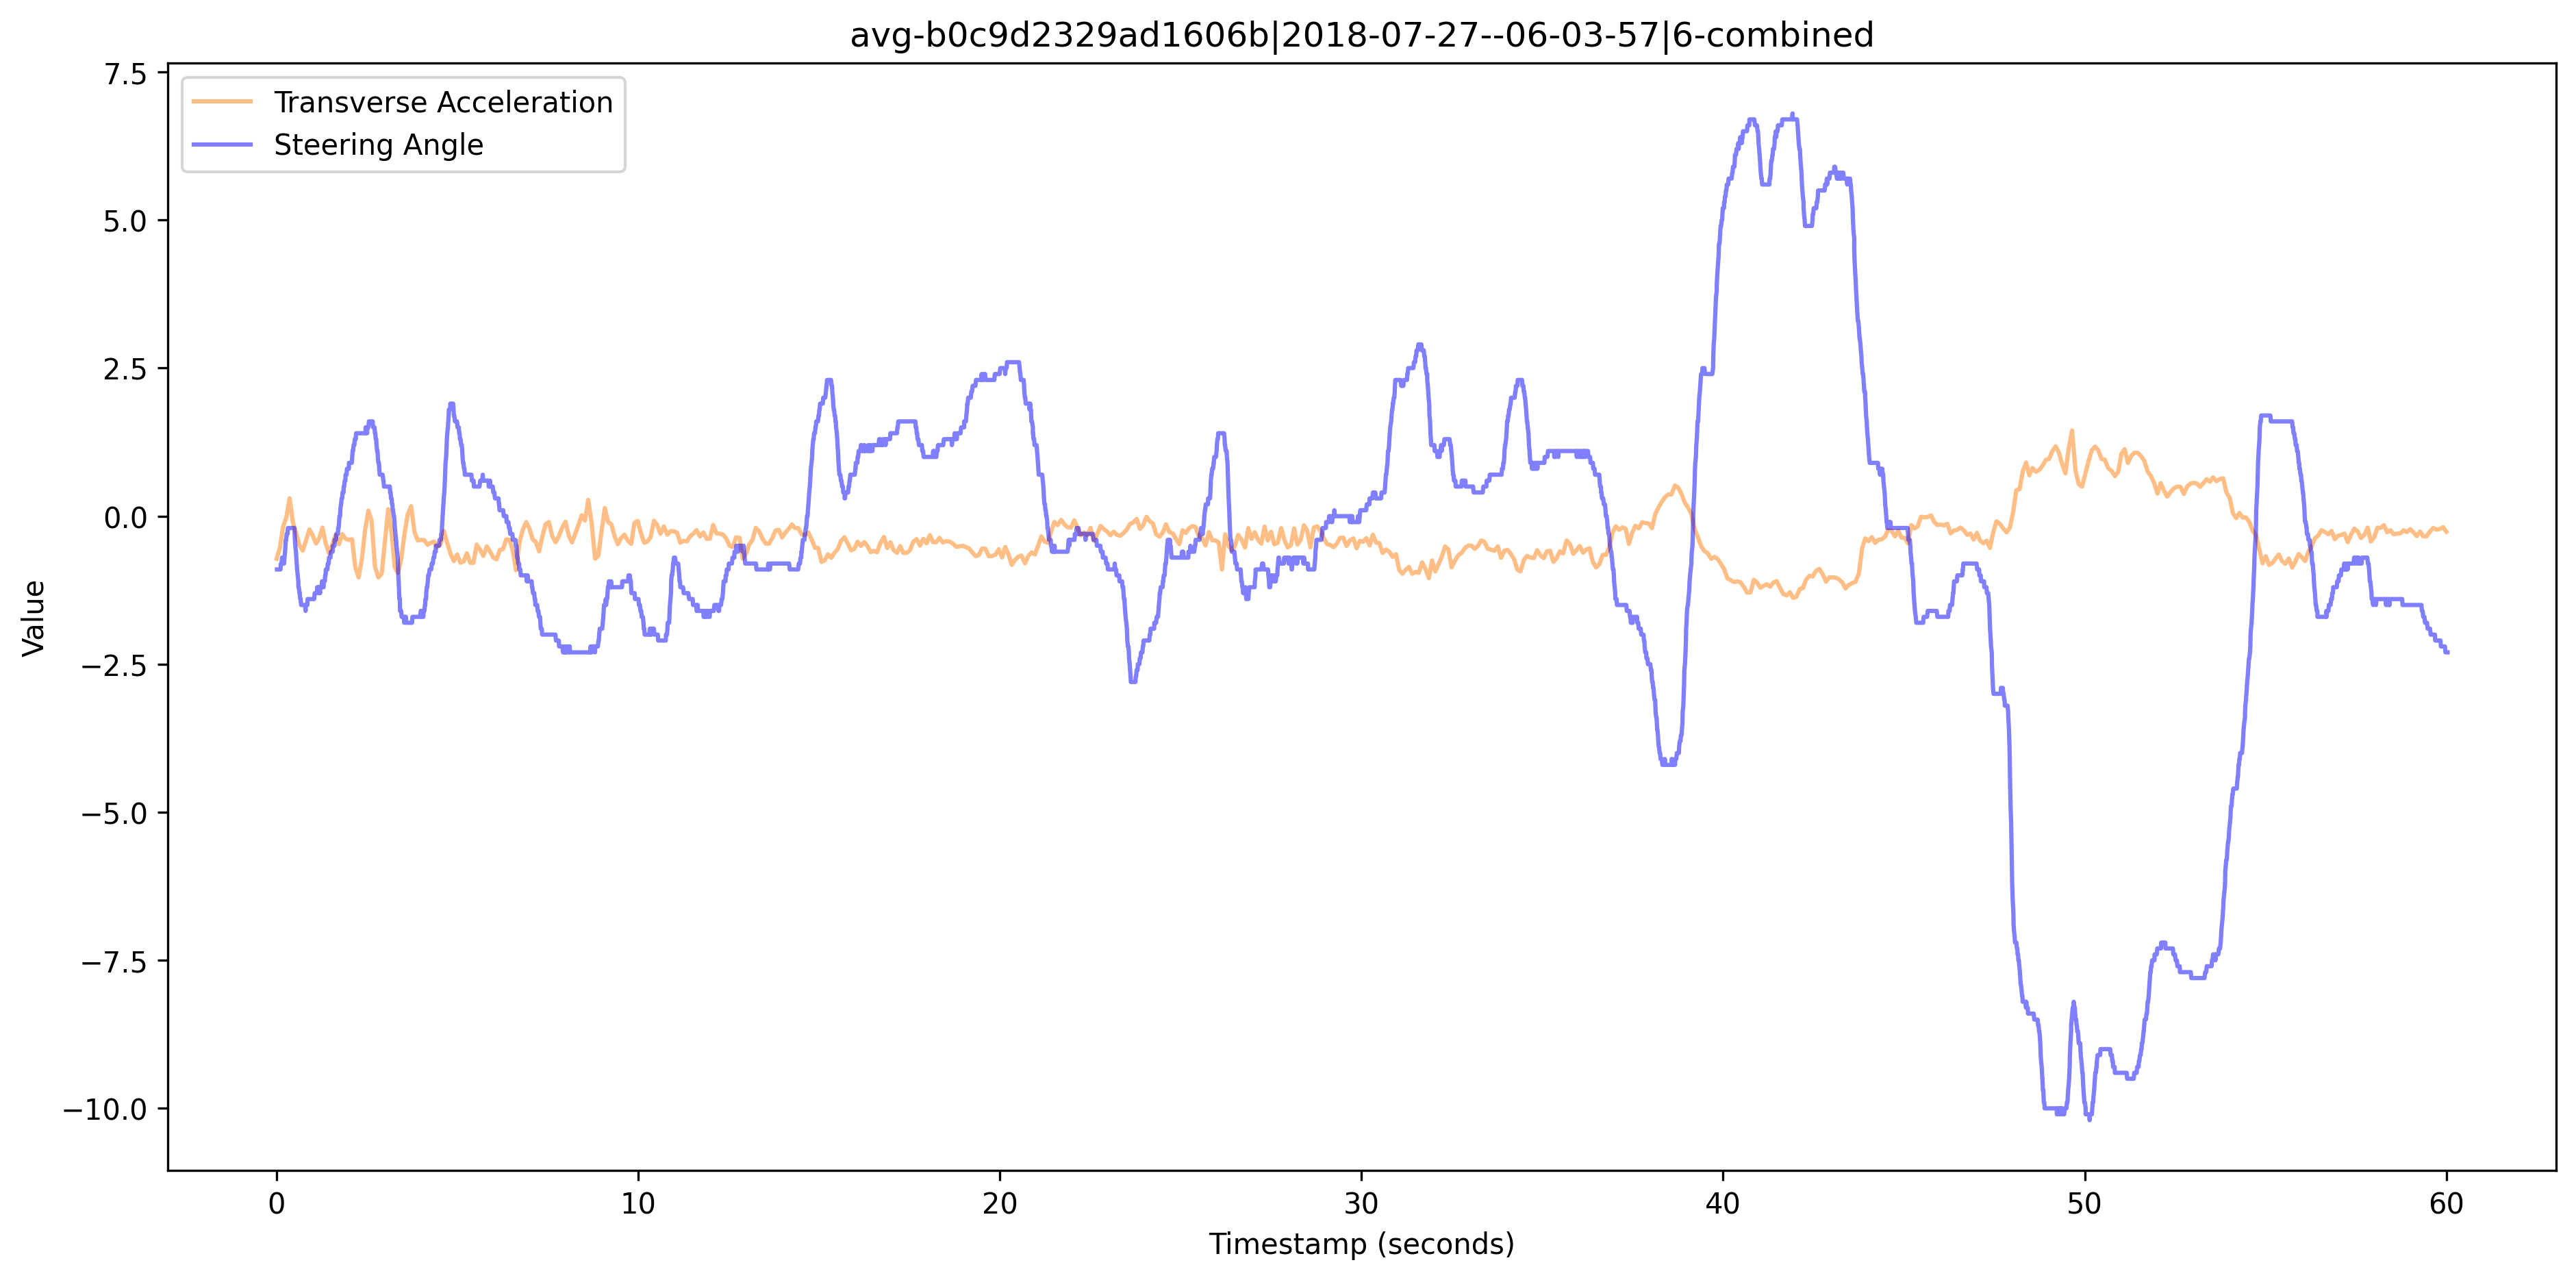 avg-b0c9d2329ad1606b|2018-07-27--06-03-57|6-combined
Transverse Acceleration
Steering Angle
7.5
5.0
2.5
0.0
−2.5
−5.0
−7.5
−10.0
Value
0 10 20 30 40 50 60
Timestamp (seconds)